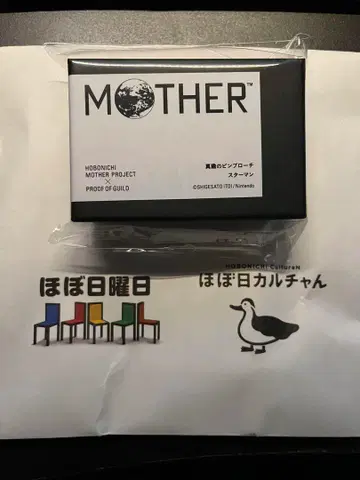 MOTHER™
HOBONICHI
MOTHER PROJECT
×
PROOF OF GUILD
真鍮のピンブローチ
スターマン
©SHIGESATO ITOI / Nintendo
ほぼ日曜日
HOBONICHI CultureN
ほぼ日カルチャん